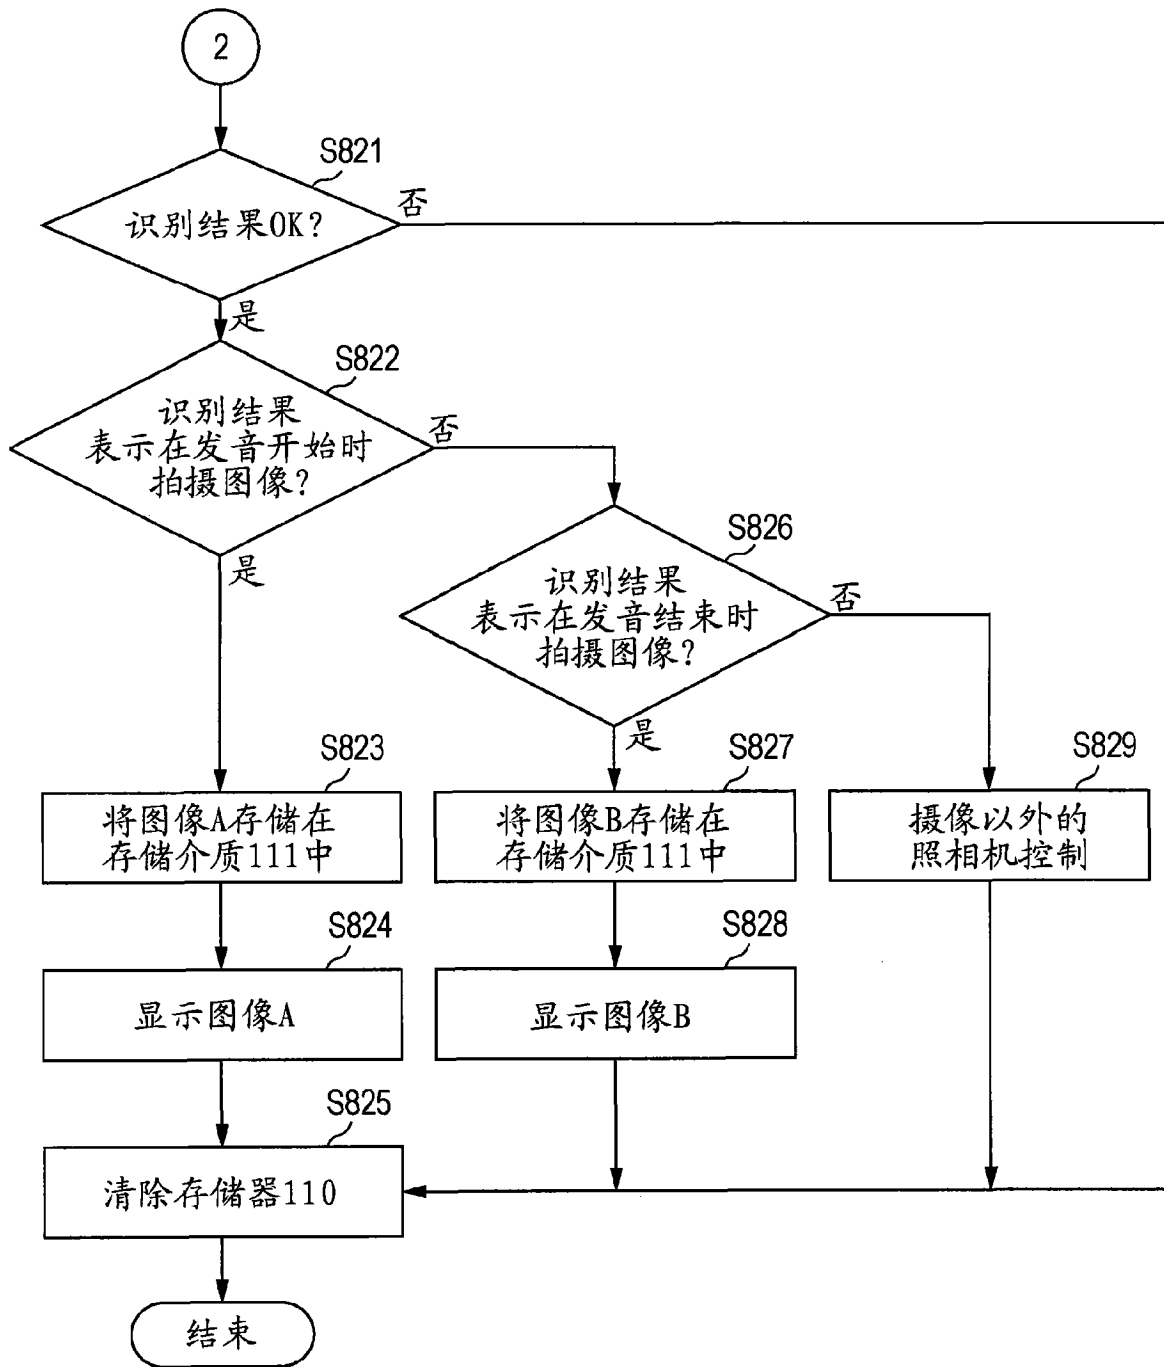 2
S821
识别结果OK?
否
是
S822
识别结果
表示在发音开始时
拍摄图像?
否
是
S826
识别结果
表示在发音结束时
拍摄图像?
否
是
S823
将图像A存储在
存储介质111中
S827
将图像B存储在
存储介质111中
S829
摄像以外的
照相机控制
S824
显示图像A
S828
显示图像B
S825
清除存储器110
结束